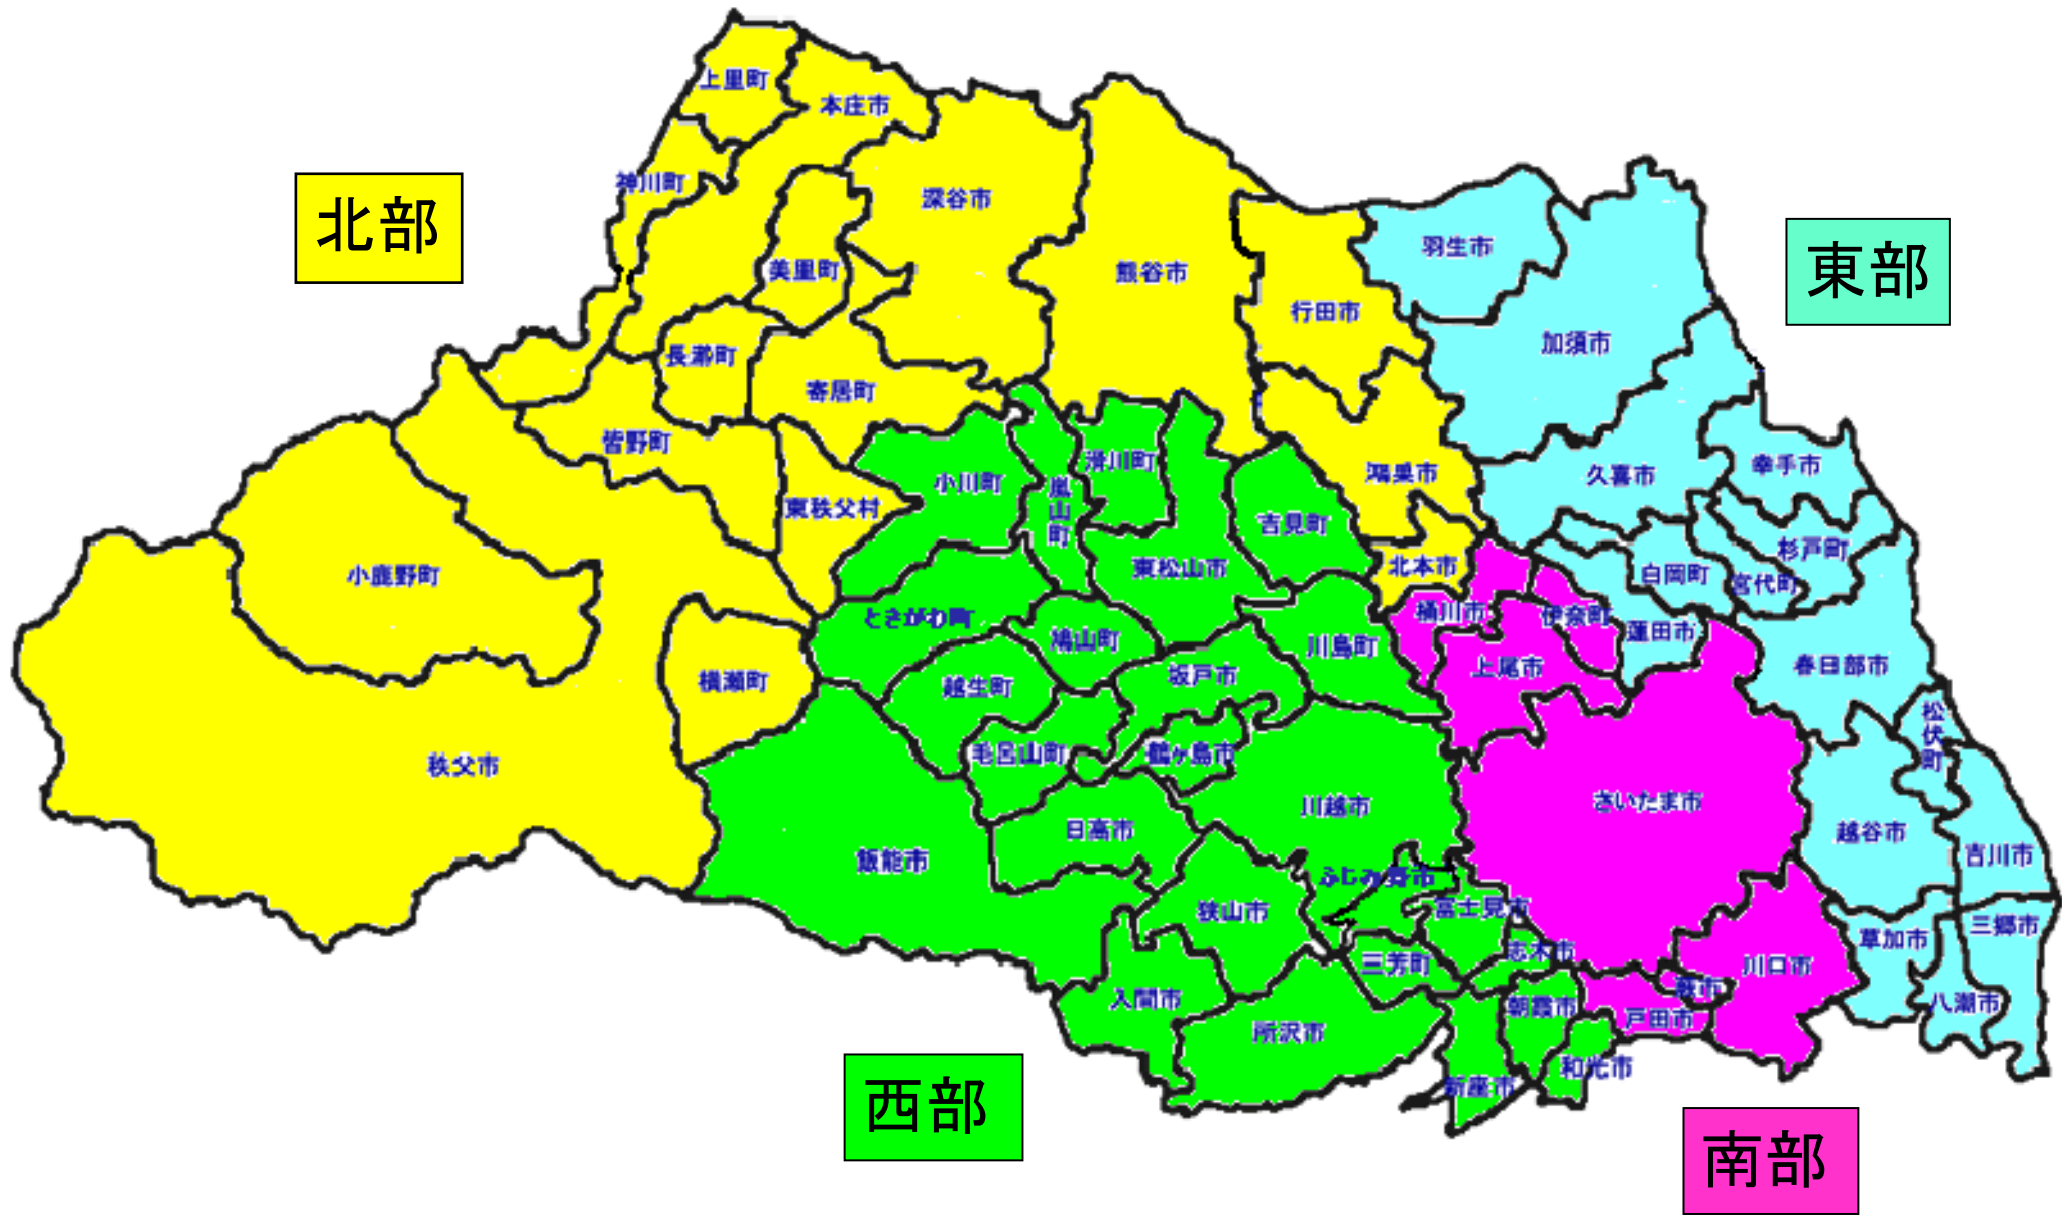 上里町
本庄市
神川町
北部
深谷市
羽生市
東部
美里町
熊谷市
行田市
加須市
長瀞町
寄居町
皆野町
小川町
滑川町
嵐山町
鴻巣市
久喜市
幸手市
東秩父村
吉見町
杉戸町
小鹿野町
東松山市
北本市
白岡町
宮代町
ときがわ町
鳩山町
川島町
桶川市
伊奈町
蓮田市
上尾市
春日部市
横瀬町
越生町
坂戸市
松伏町
秩父市
毛呂山町
鶴ヶ島市
川越市
さいたま市
日高市
越谷市
吉川市
飯能市
ふじみ野市
狭山市
富士見市
草加市
三郷市
志木市
三芳町
川口市
入間市
朝霞市
蕨市
八潮市
所沢市
戸田市
和光市
新座市
西部
南部